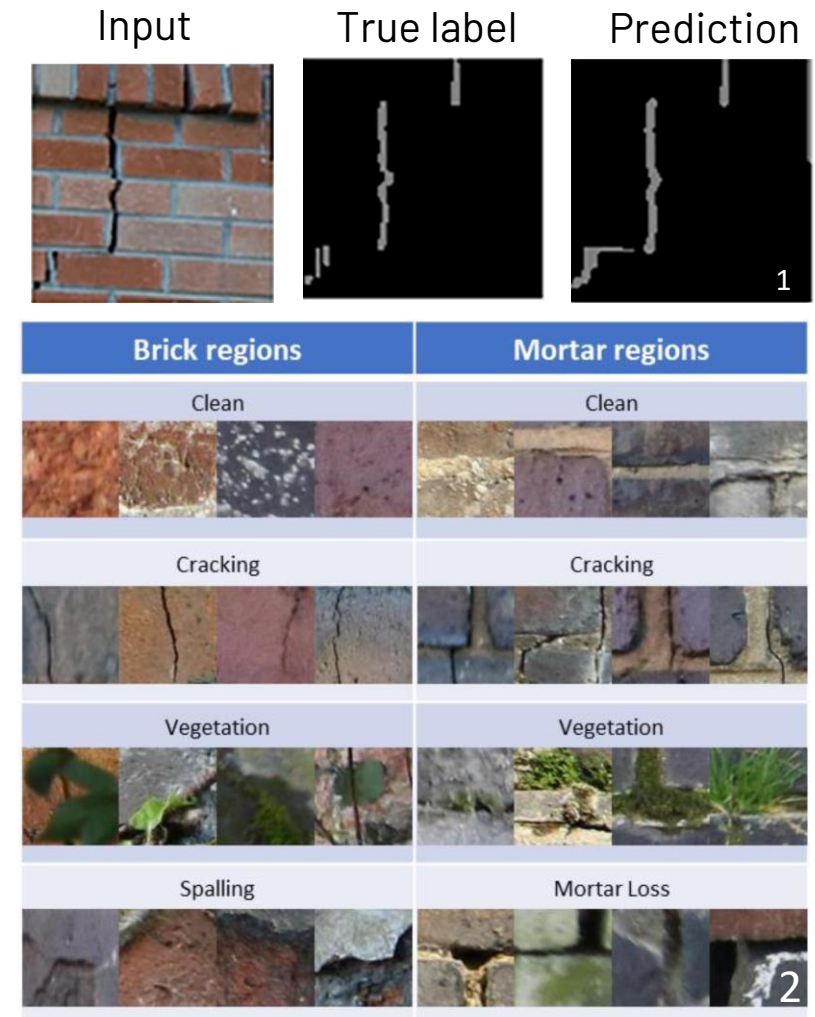 Input True label Prediction
1
Brick regions Mortar regions
Clean Clean
Cracking Cracking
Vegetation Vegetation
Spalling Mortar Loss
2